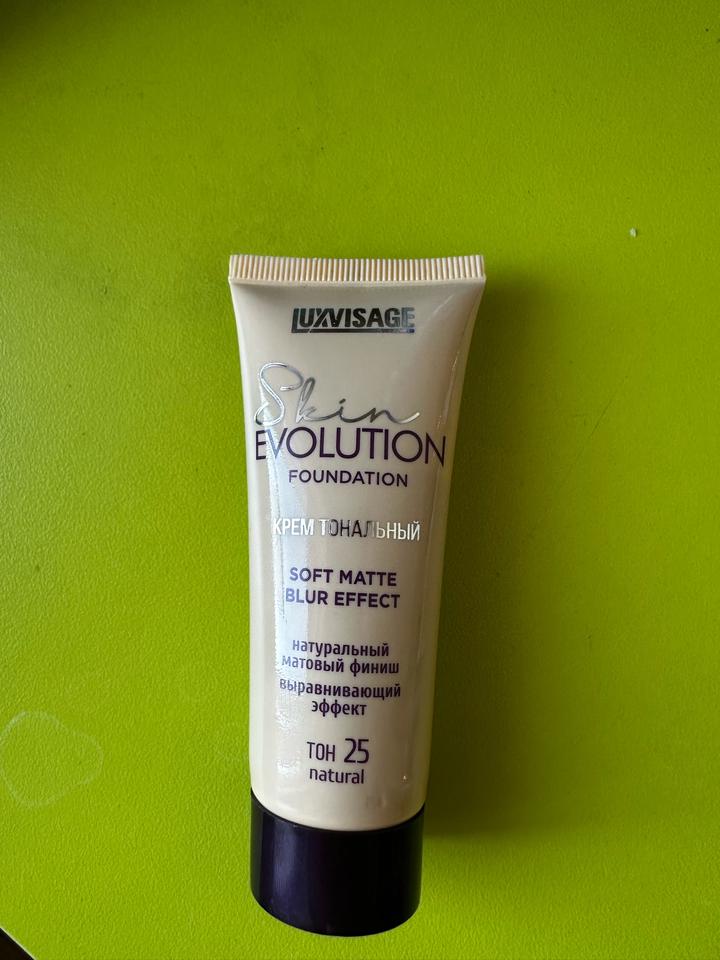 LUXVISAGE
Skin
EVOLUTION
FOUNDATION
КРЕМ ТОНАЛЬНЫЙ
SOFT MATTE
BLUR EFFECT
натуральный
матовый финиш
выравнивающий
эффект
ТОН 25
natural